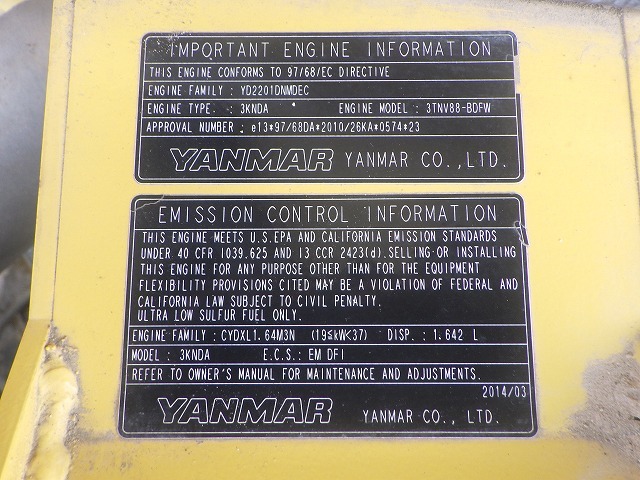 IMPORTANT ENGINE INFORMATION
THIS ENGINE CONFORMS TO 97/68/EC DIRECTIVE
ENGINE FAMILY : YD2201DNMDEC
ENGINE TYPE : 3KNDA * ENGINE MODEL : 3TNV88-BDFW
APPROVAL NUMBER : e13*97/68DA*2010/26KA*0574*23
YANMAR YANMAR CO.,LTD.
EMISSION CONTROL INFORMATION
THIS ENGINE MEETS U.S.EPA AND CALIFORNIA EMISSION STANDARDS
UNDER 40 CFR 1039.625 AND 13 CCR 2423(d).SELLING OR INSTALLING
THIS ENGINE FOR ANY PURPOSE OTHER THAN FOR THE EQUIPMENT
FLEXIBILITY PROVISIONS CITED MAY BE A VIOLATION OF FEDERAL AND
CALIFORNIA LAW SUBJECT TO CIVIL PENALTY.
ULTRA LOW SULFUR FUEL ONLY.
ENGINE FAMILY : CYDXL1.64M3N (19≤kW<37) DISP. : 1.642 L
MODEL : 3KNDA E.C.S.: EM DFI
REFER TO OWNER'S MANUAL FOR MAINTENANCE AND ADJUSTMENTS.
2014/03
YANMAR YANMAR CO., LTD.